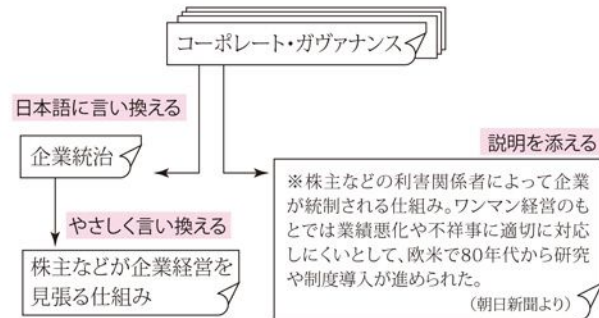 コーポレート・ガヴァナンス
日本語に言い換える
企業統治
やさしく言い換える
株主などが企業経営を
見張る仕組み
説明を添える
※株主などの利害関係者によって企業
が統制される仕組み。ワンマン経営のも
とでは業績悪化や不祥事に適切に対応
しにくいとして、欧米で80年代から研究
や制度導入が進められた。
(朝日新聞より)